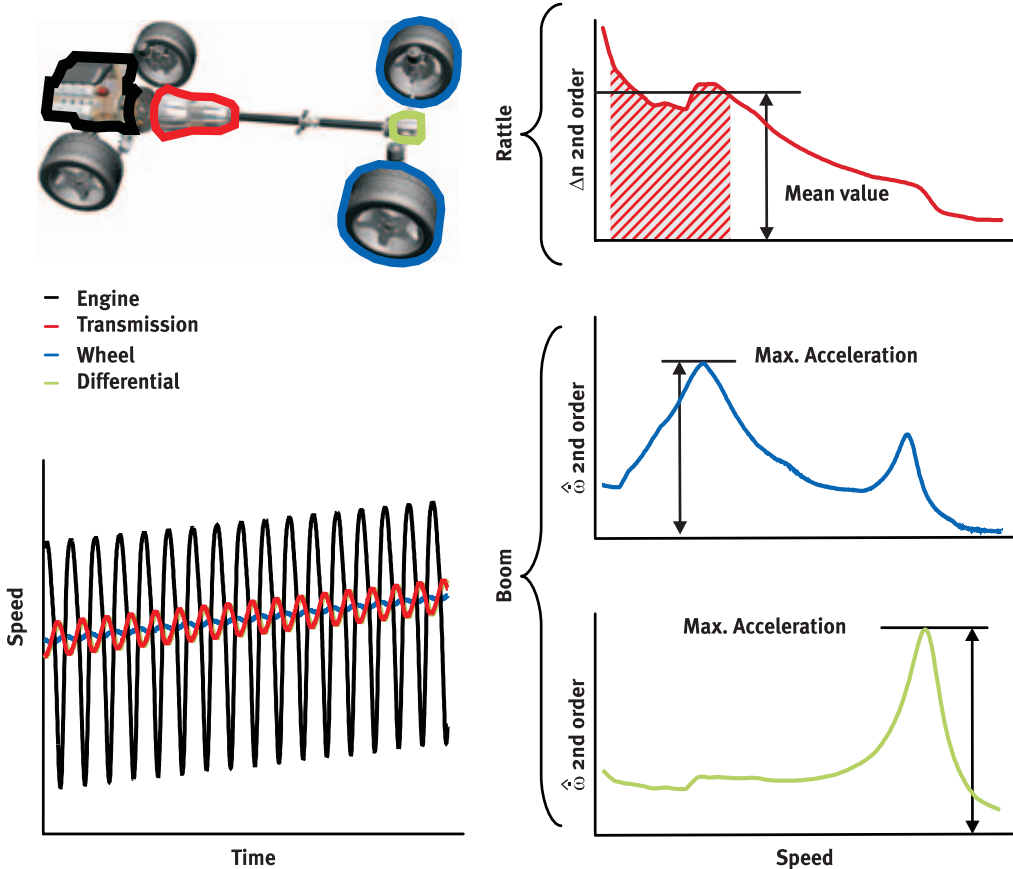 Engine
Transmission
Wheel
Differential
Speed
Time
Rattle
Δn 2nd order
Mean value
Boom
ω̂̇ 2nd order
Max. Acceleration
ω̂̇ 2nd order
Max. Acceleration
Speed